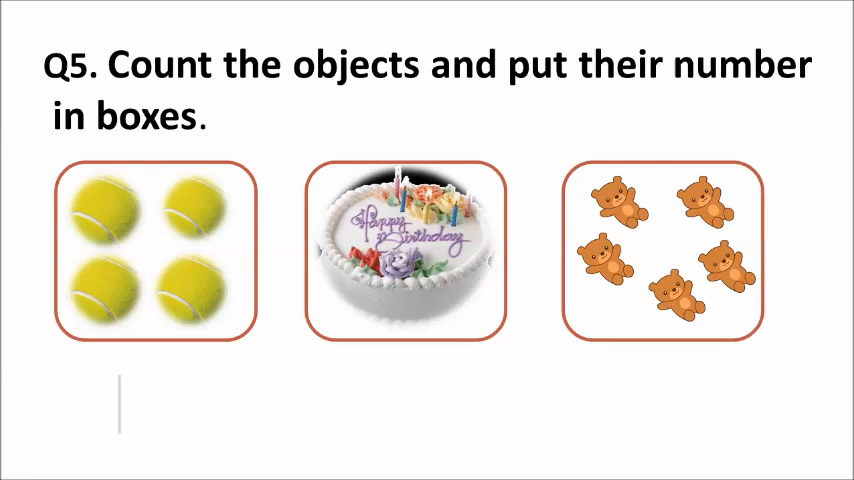 Q5. Count the objects and put their number
in boxes.
Happy
Birthday